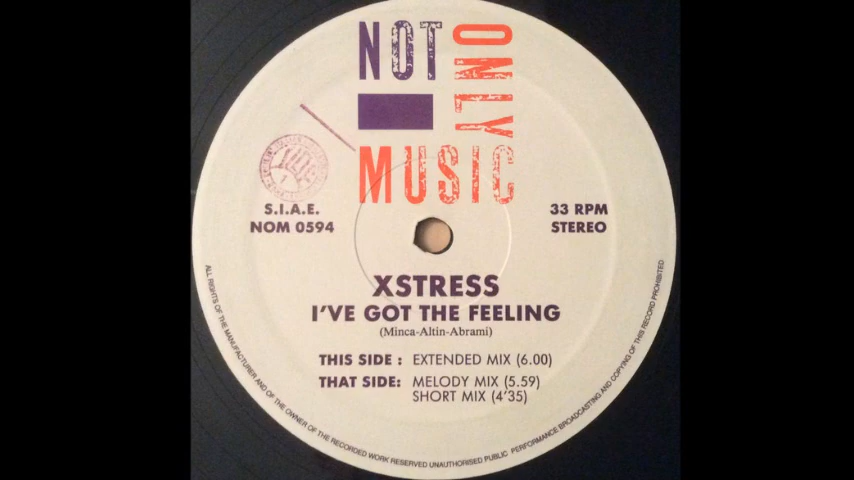 NOT
ONLY
MUSIC
S.I.A.E.
NOM 0594
33 RPM
STEREO
XSTRESS
I'VE GOT THE FEELING
(Minca-Altin-Abrami)
THIS SIDE : EXTENDED MIX (6.00)
THAT SIDE: MELODY MIX (5.59)
SHORT MIX (4'35)
ALL RIGHTS OF THE MANUFACTURER AND OF THE OWNER OF THE RECORDED WORK RESERVED UNAUTHORISED PUBLIC PERFORMANCE BROADCASTING AND COPYING OF THIS RECORD PROHIBITED